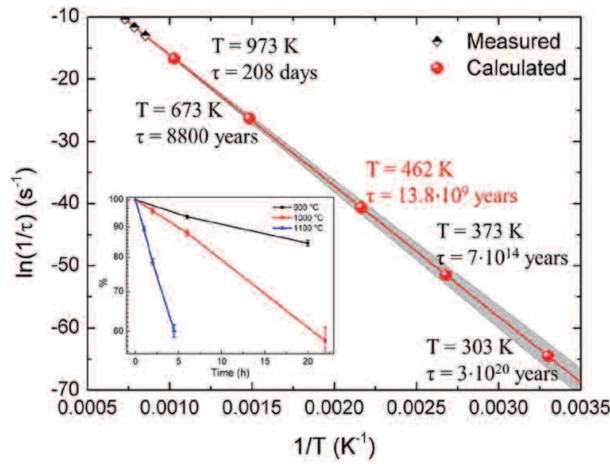 -10
-20
-30
-40
-50
-60
-70
ln(1/τ) (s⁻¹)
Measured
Calculated
T = 973 K
τ = 208 days
T = 673 K
τ = 8800 years
T = 462 K
τ = 13.8·10⁹ years
T = 373 K
τ = 7·10¹⁴ years
T = 303 K
τ = 3·10²⁰ years
100
90
80
70
60
%
900 °C
1000 °C
1100 °C
0 5 10 15 20
Time (h)
0.0005 0.0010 0.0015 0.0020 0.0025 0.0030 0.0035
1/T (K⁻¹)